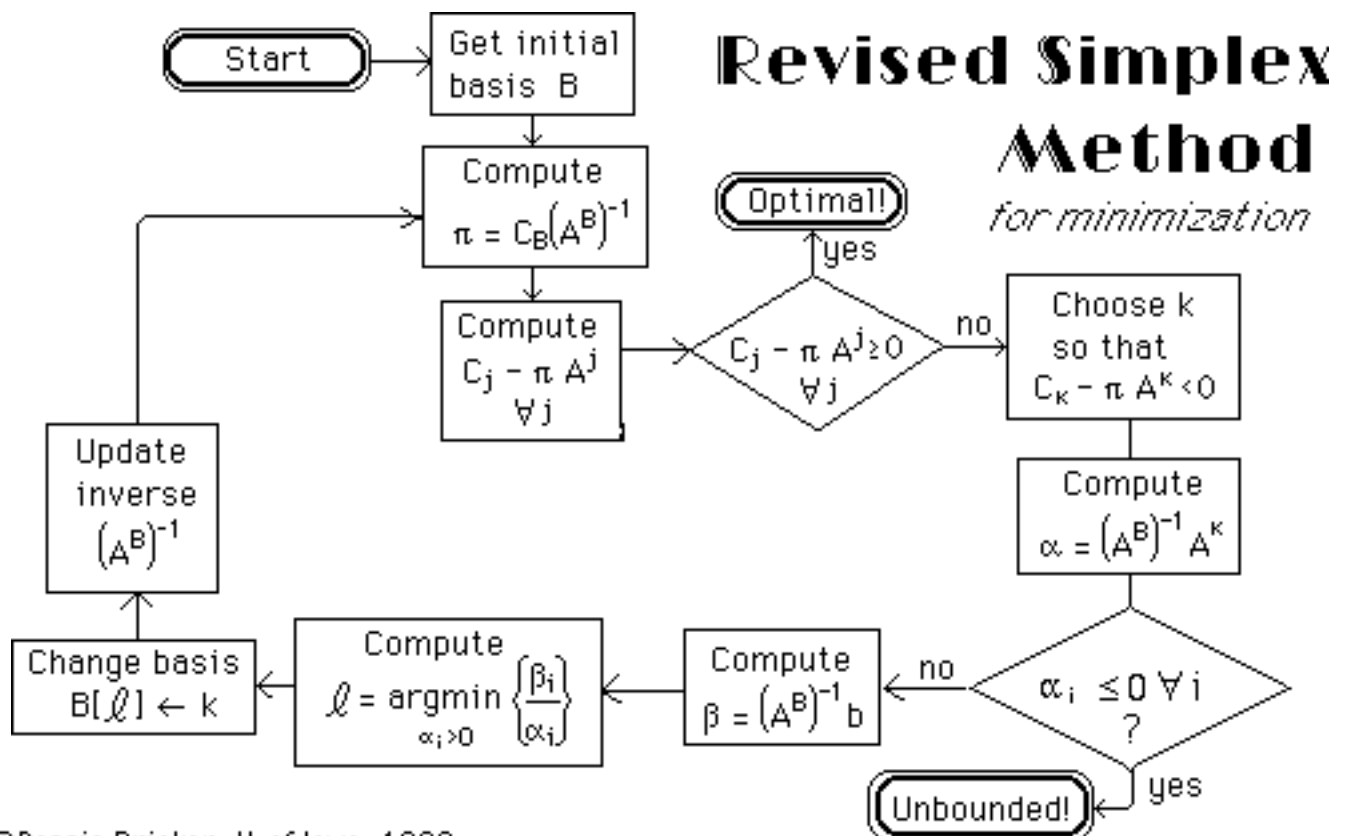 Revised Simplex
Method
for minimization
Start
Get initial
basis B
Compute
π = C_B(A^B)^-1
Compute
C_j - π A^j
∀ j
C_j - π A^j ≥ 0
∀ j
yes
Optimal!
no
Choose k
so that
C_κ - π A^κ < 0
Compute
α = (A^B)^-1 A^κ
α_i ≤ 0 ∀ i
?
yes
Unbounded!
no
Compute
β = (A^B)^-1 b
Compute
ℓ = argmin {β_i/α_i}
α_i>0
Change basis
B[ℓ] ← k
Update
inverse
(A^B)^-1